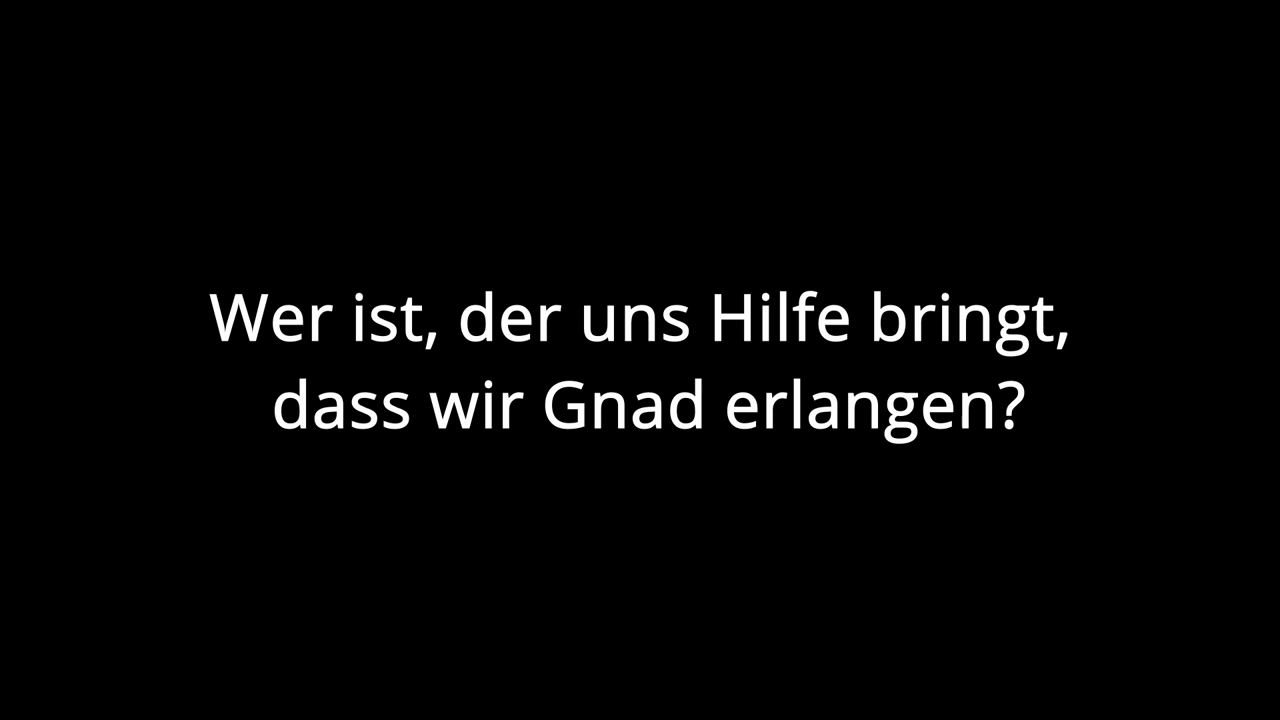 Wer ist, der uns Hilfe bringt,
dass wir Gnad erlangen?